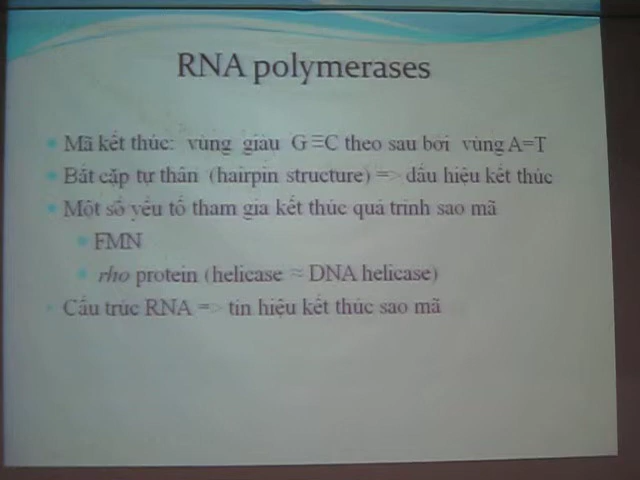 RNA polymerases
Mã kết thúc: vùng giàu G≡C theo sau bởi vùng A=T
Bắt cặp tự thân (hairpin structure) => dấu hiệu kết thúc
Một số yếu tố tham gia kết thúc quá trình sao mã
FMN
rho protein (helicase ≈ DNA helicase)
Cấu trúc RNA => tín hiệu kết thúc sao mã